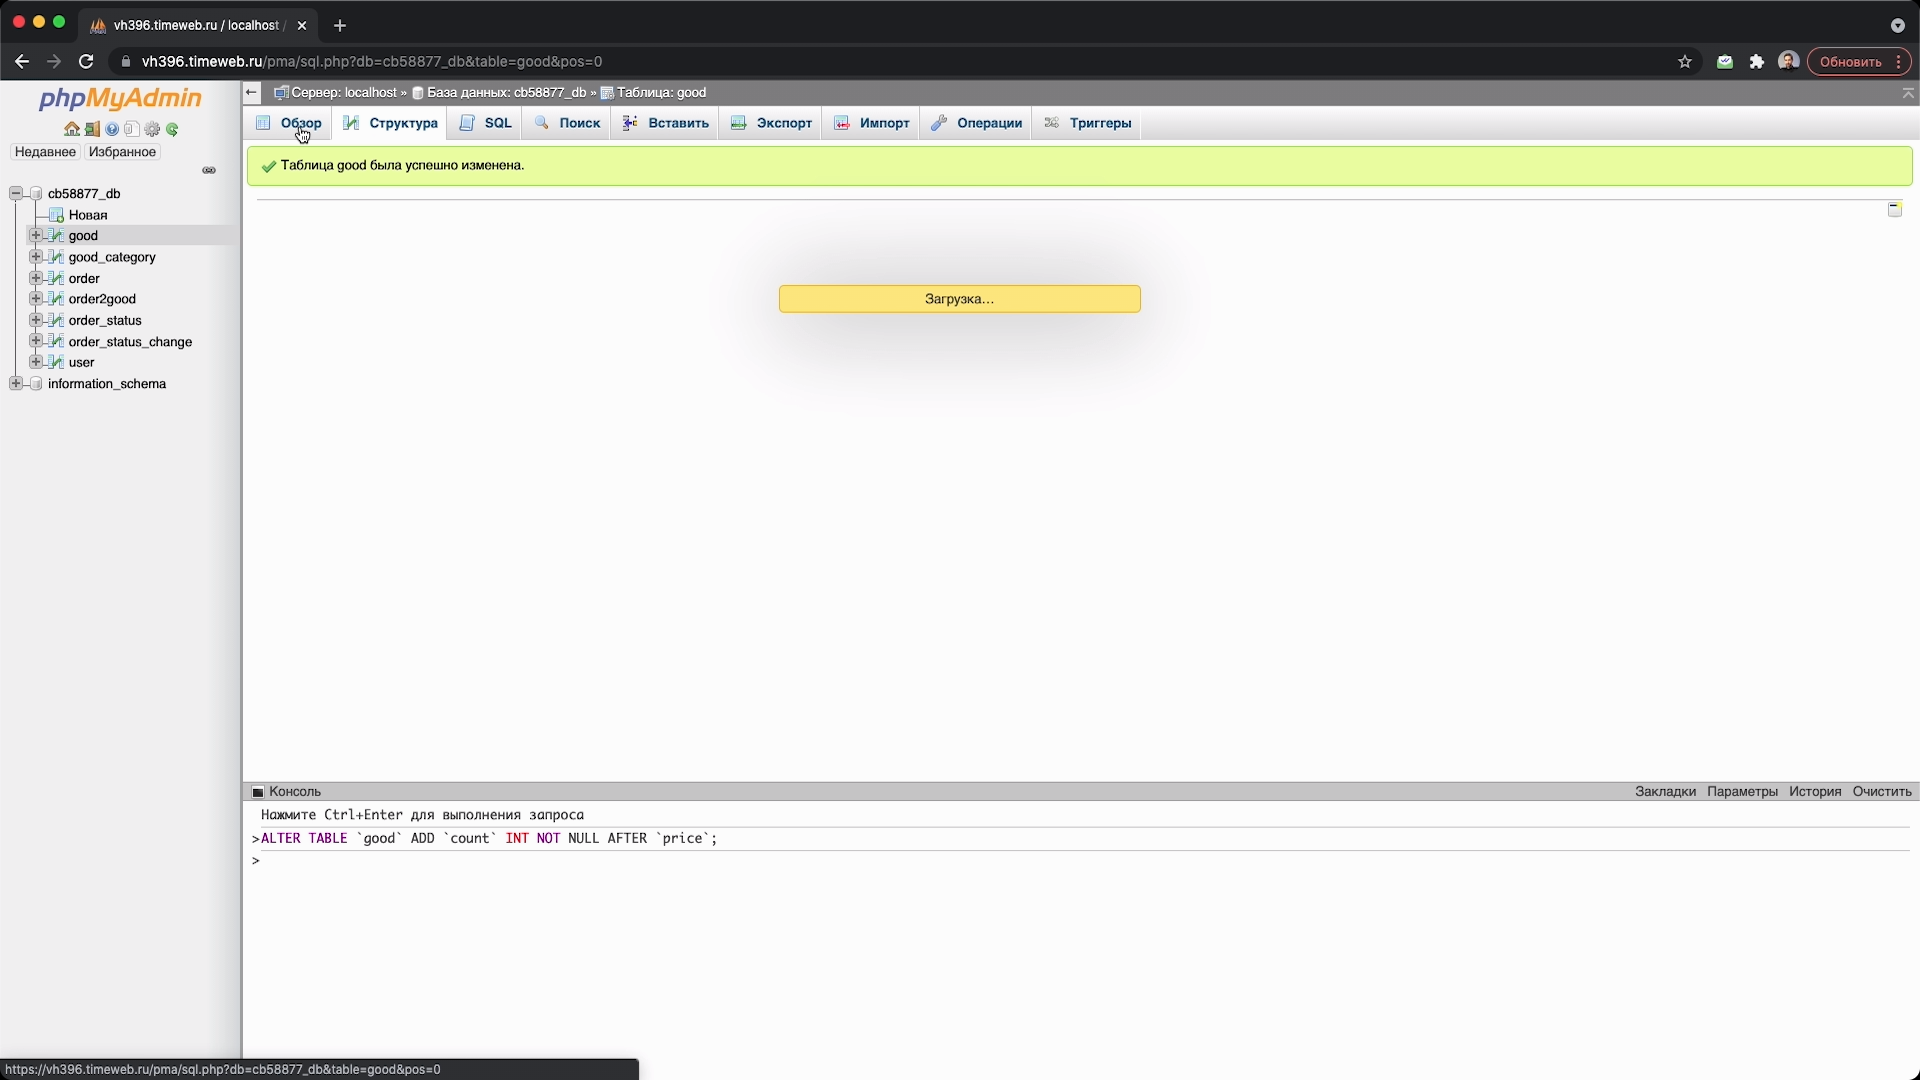 vh396.timeweb.ru / localhost /
vh396.timeweb.ru/pma/sql.php?db=cb58877_db&table=good&pos=0
Обновить
phpMyAdmin
Недавнее Избранное
cb58877_db
Новая
good
good_category
order
order2good
order_status
order_status_change
user
information_schema
Сервер: localhost » База данных: cb58877_db » Таблица: good
Обзор Структура SQL Поиск Вставить Экспорт Импорт Операции Триггеры
Таблица good была успешно изменена.
Загрузка...
Консоль Закладки Параметры История Очистить
Нажмите Ctrl+Enter для выполнения запроса
>ALTER TABLE `good` ADD `count` INT NOT NULL AFTER `price`;
>
https://vh396.timeweb.ru/pma/sql.php?db=cb58877_db&table=good&pos=0